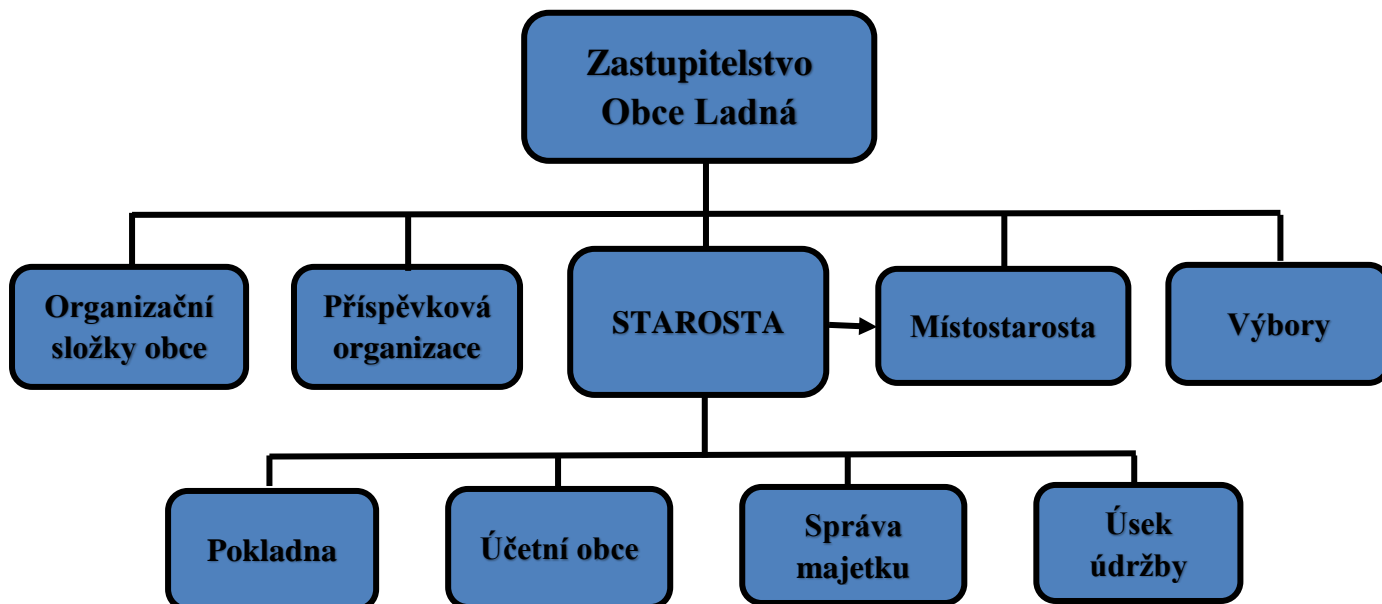 Zastupitelstvo
Obce Ladná
Organizační
složky obce
Příspěvková
organizace
STAROSTA
Místostarosta
Výbory
Pokladna
Účetní obce
Správa
majetku
Úsek
údržby